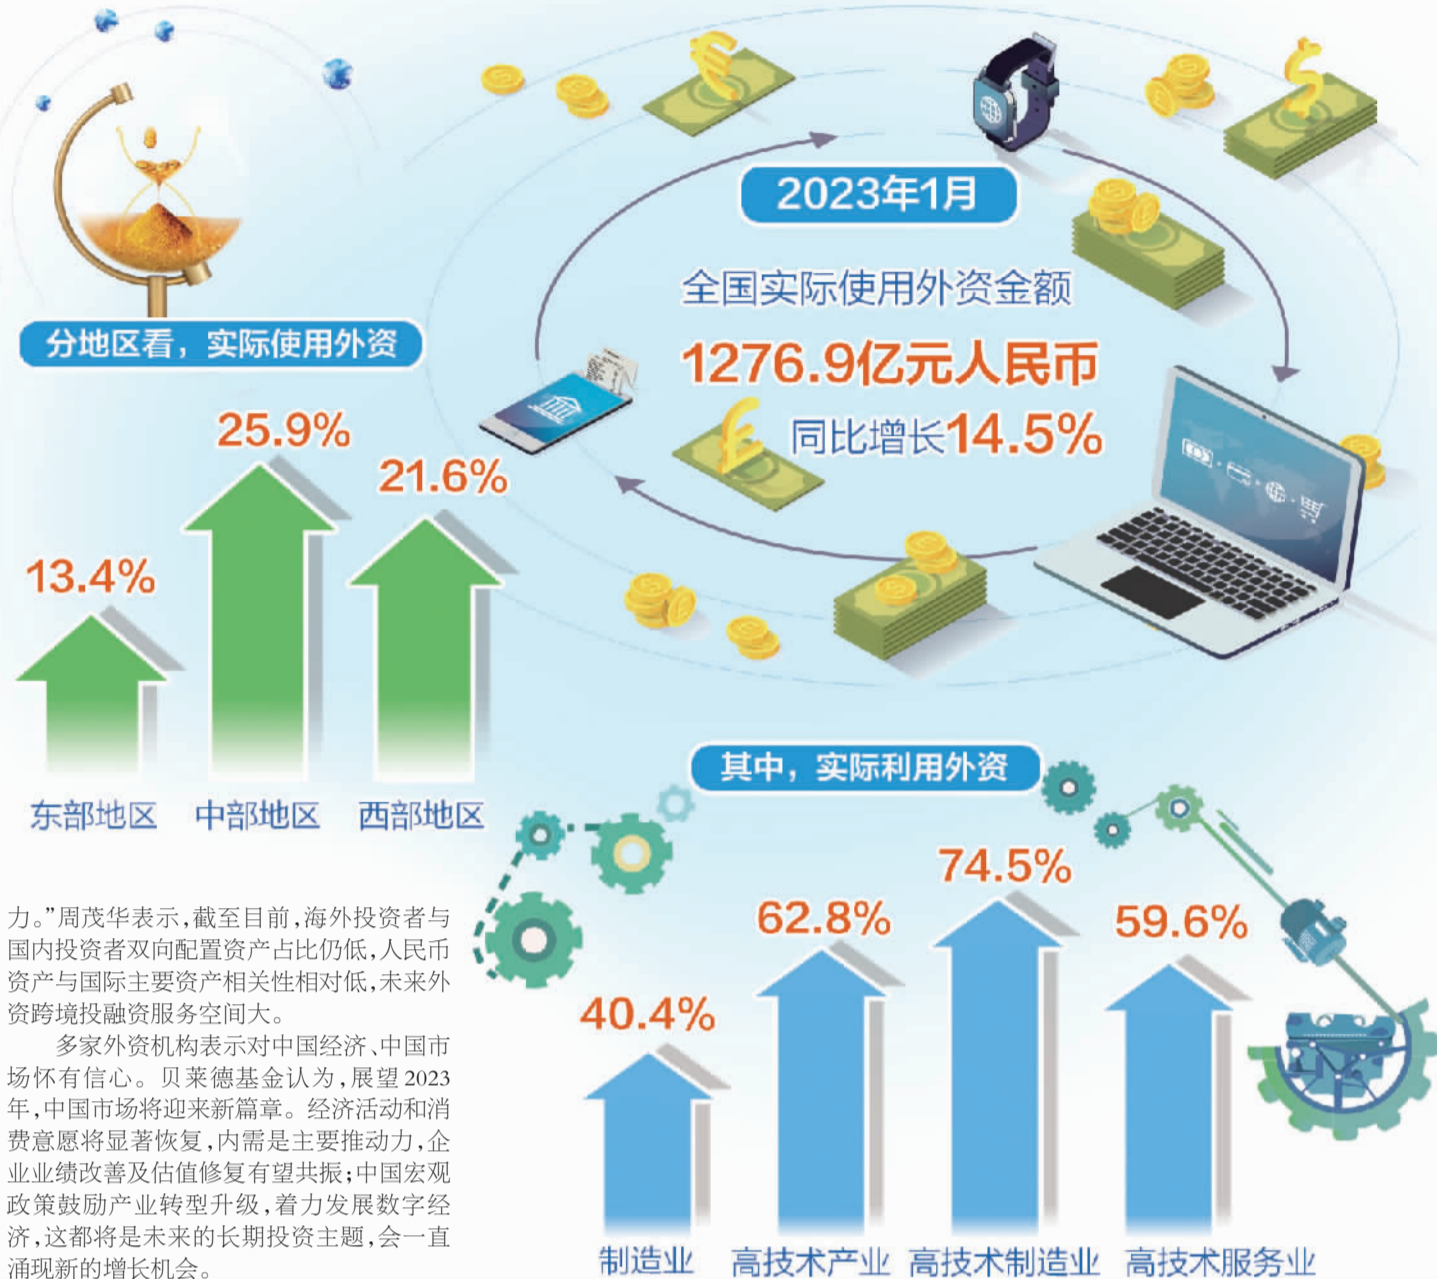 2023年1月
全国实际使用外资金额
1276.9亿元人民币
同比增长14.5%
分地区看，实际使用外资
25.9%
21.6%
13.4%
东部地区 中部地区 西部地区
其中，实际利用外资
74.5%
62.8%
59.6%
40.4%
制造业 高技术产业 高技术制造业 高技术服务业
力。”周茂华表示，截至目前，海外投资者与
国内投资者双向配置资产占比仍低，人民币
资产与国际主要资产相关性相对低，未来外
资跨境投融资服务空间大。
多家外资机构表示对中国经济、中国市
场怀有信心。贝莱德基金认为，展望2023
年，中国市场将迎来新篇章。经济活动和消
费意愿将显著恢复，内需是主要推动力，企
业业绩改善及估值修复有望共振；中国宏观
政策鼓励产业转型升级，着力发展数字经
济，这都将是未来的长期投资主题，会一直
涌现新的增长机会。